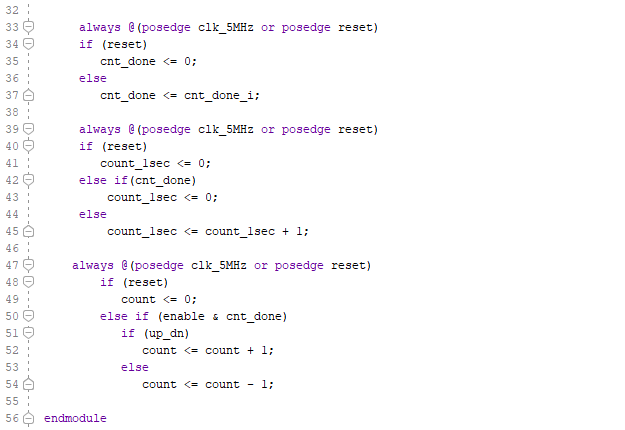 32
33 always @(posedge clk_5MHz or posedge reset)
34 if (reset)
35 cnt_done <= 0;
36 else
37 cnt_done <= cnt_done_i;
38
39 always @(posedge clk_5MHz or posedge reset)
40 if (reset)
41 count_1sec <= 0;
42 else if(cnt_done)
43 count_1sec <= 0;
44 else
45 count_1sec <= count_1sec + 1;
46
47 always @(posedge clk_5MHz or posedge reset)
48 if (reset)
49 count <= 0;
50 else if (enable & cnt_done)
51 if (up_dn)
52 count <= count + 1;
53 else
54 count <= count - 1;
55
56 endmodule